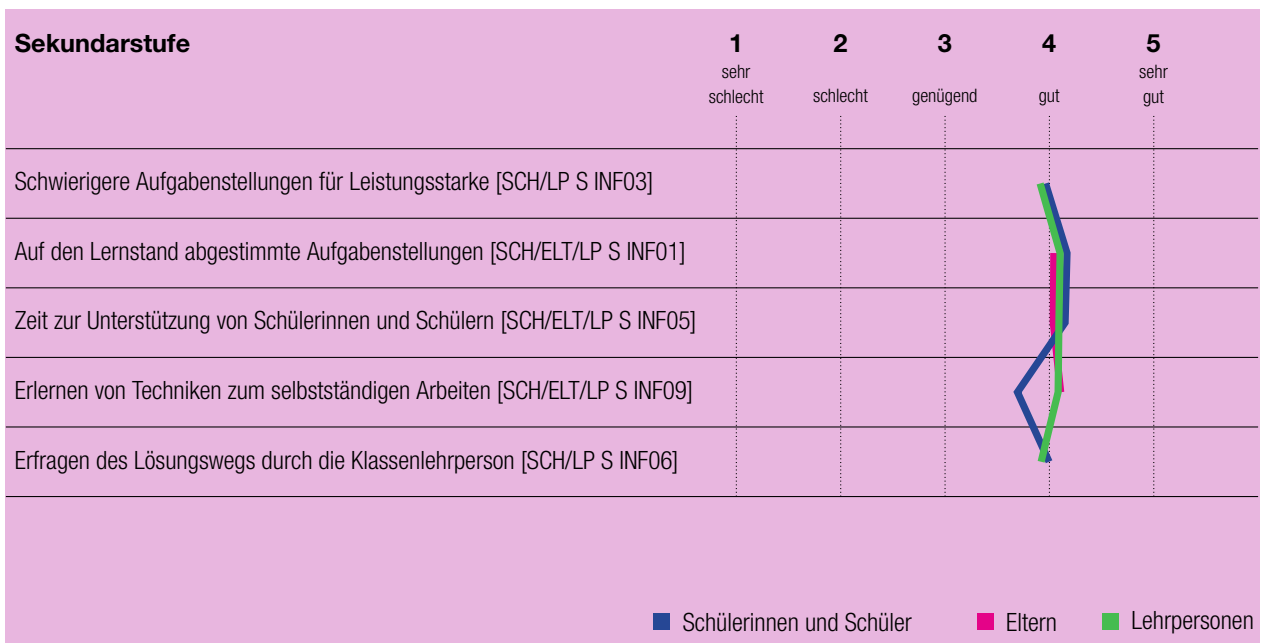 Sekundarstufe 1 2 3 4 5
sehr sehr
schlecht schlecht genügend gut gut
Schwierigere Aufgabenstellungen für Leistungsstarke [SCH/LP S INF03]
Auf den Lernstand abgestimmte Aufgabenstellungen [SCH/ELT/LP S INF01]
Zeit zur Unterstützung von Schülerinnen und Schülern [SCH/ELT/LP S INF05]
Erlernen von Techniken zum selbstständigen Arbeiten [SCH/ELT/LP S INF09]
Erfragen des Lösungswegs durch die Klassenlehrperson [SCH/LP S INF06]
Schülerinnen und Schüler Eltern Lehrpersonen